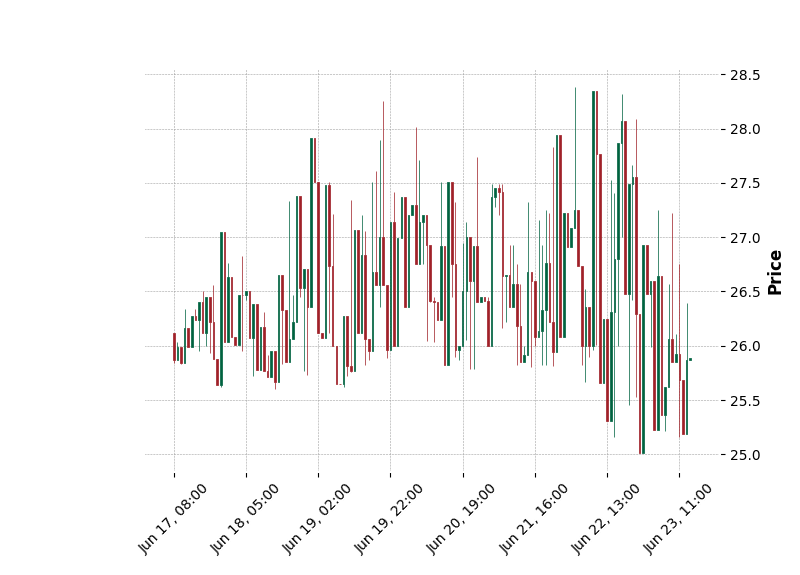 28.5
28.0
27.5
27.0
26.5
26.0
25.5
25.0
Price
Jun 17, 08:00
Jun 18, 05:00
Jun 19, 02:00
Jun 19, 22:00
Jun 20, 19:00
Jun 21, 16:00
Jun 22, 13:00
Jun 23, 11:00